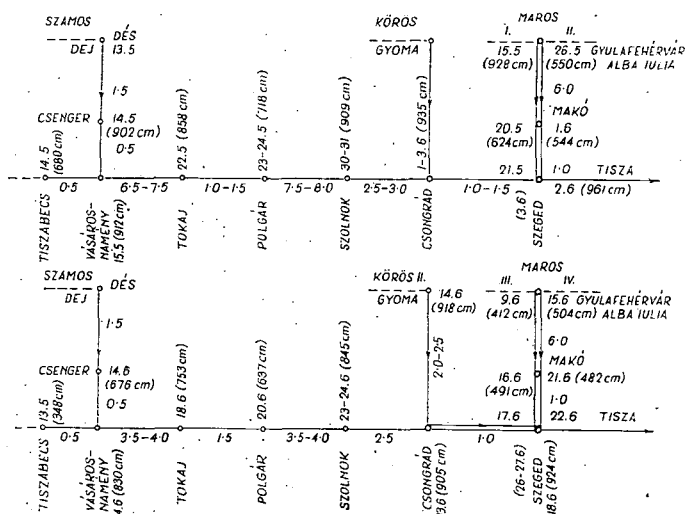 SZÁMOS
DÉS
DEJ
13.5
1.5
CSENGER
14.5
(902 cm)
0.5
KÖRÖS
GYOMA
MAROS
I.
II.
15.5
(928 cm)
26.5
(550 cm)
GYULAFEHÉRVÁR
ALBA IULIA
6.0
MAKÓ
20.5
(624 cm)
1.6
(544 cm)
21.5
1.0
TISZA
14.5
(680 cm)
22.5 (858 cm)
23-24.5 (718 cm)
30-31 (909 cm)
1-3.6 (935 cm)
0.5
6.5-7.5
1.0-1.5
7.5-8.0
2.5-3.0
1.0-1.5
(3.6)
2.6 (961 cm)
TISZABECS
VÁSÁROS-
NAMÉNY
15.5 (912 cm)
TOKAJ
POLGÁR
SZOLNOK
CSONGRÁD
SZEGED
SZÁMOS
DÉS
DEJ
1.5
CSENGER
14.6
(676 cm)
0.5
KÖRÖS II.
GYOMA
14.6
(918 cm)
2.0-2.5
MAROS
III.
IV.
9.6
(412 cm)
15.6
(504 cm)
GYULAFEHÉRVÁR
ALBA IULIA
6.0
MAKÓ
16.6
(491 cm)
21.6 (482 cm)
1.0
17.6
22.6
TISZA
13.5
(348 cm)
18.6 (753 cm)
20.6 (637 cm)
23-24.6 (845 cm)
0.5
3.5-4.0
1.5
3.5-4.0
2.5
1.0
(26-27.6)
TISZABECS
VÁSÁROS-
NAMÉNY
4.6 (830 cm)
TOKAJ
POLGÁR
SZOLNOK
CSONGRÁD
3.6 (905 cm)
SZEGED
18.6 (924 cm)